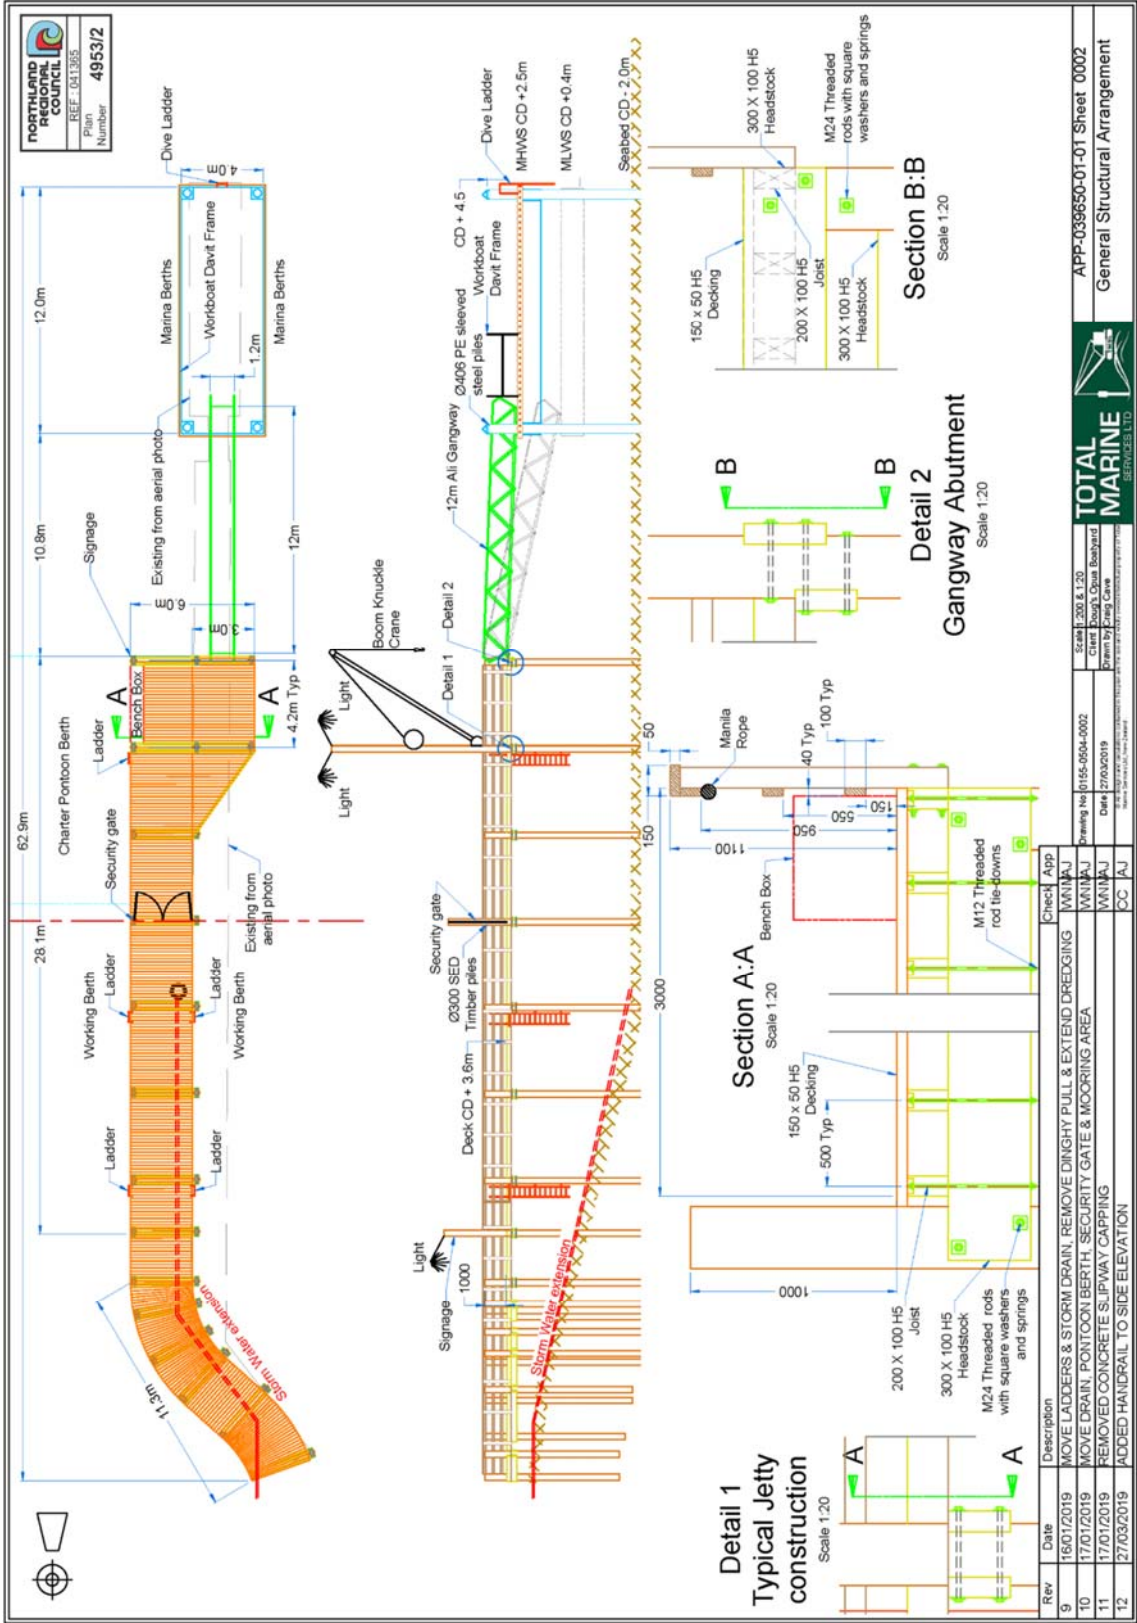 NORTHLAND
REGIONAL
COUNCIL
REF : 041365
Plan
Number
4953/2
62.9m
10.8m
12.0m
28.1m
11.3m
Storm Water extension
Ladder
Ladder
Working Berth
Ladder
Ladder
Working Berth
Security gate
Existing from
aerial photo
Charter Pontoon Berth
Ladder
A
Bench Box
A
4.2m Typ
Signage
6.0m
3.0m
Existing from aerial photo
12m
1.2m
Marina Berths
Workboat Davit Frame
Marina Berths
Dive Ladder
4.0m
Signage
Light
1000
Storm Water extension
Deck CD + 3.6m
Ø300 SED
Timber piles
Security gate
Light
Light
Boom Knuckle
Crane
Detail 1
Detail 2
12m Ali Gangway
Ø406 PE sleeved
steel piles
CD + 4.5
Workboat
Davit Frame
Dive Ladder
MHWS CD +2.5m
MLWS CD +0.4m
Seabed CD - 2.0m
Detail 1
Typical Jetty
construction
Scale 1:20
A
A
1000
3000
150
50
500 Typ
150 x 50 H5
Decking
200 X 100 H5
Joist
300 X 100 H5
Headstock
M24 Threaded rods
with square washers
and springs
Section A:A
Scale 1:20
Bench Box
1100
950
550
150
40 Typ
100 Typ
Manila
Rope
M12 Threaded
rod tie-downs
Detail 2
Gangway Abutment
Scale 1:20
B
B
150 x 50 H5
Decking
200 X 100 H5
Joist
300 X 100 H5
Headstock
300 X 100 H5
Headstock
M24 Threaded
rods with square
washers and springs
Section B:B
Scale 1:20
Rev Date Description Check App
9 16/01/2019 MOVE LADDERS & STORM DRAIN, REMOVE DINGHY PULL & EXTEND DREDGING WN/MAJ
10 17/01/2019 MOVE DRAIN, PONTOON BERTH, SECURITY GATE & MOORING AREA WN/MAJ
11 17/01/2019 REMOVED CONCRETE SLIPWAY CAPPING WN/MAJ
12 27/03/2019 ADDED HANDRAIL TO SIDE ELEVATION CC AJ
Drawing No: 0155-0504-0002
Date: 27/03/2019
Scale 1:200 & 1:20
Client: Doug's Opua Boatyard
Drawn by: Craig Cave
TOTAL
MARINE
SERVICES LTD
APP-039650-01-01 Sheet 0002
General Structural Arrangement